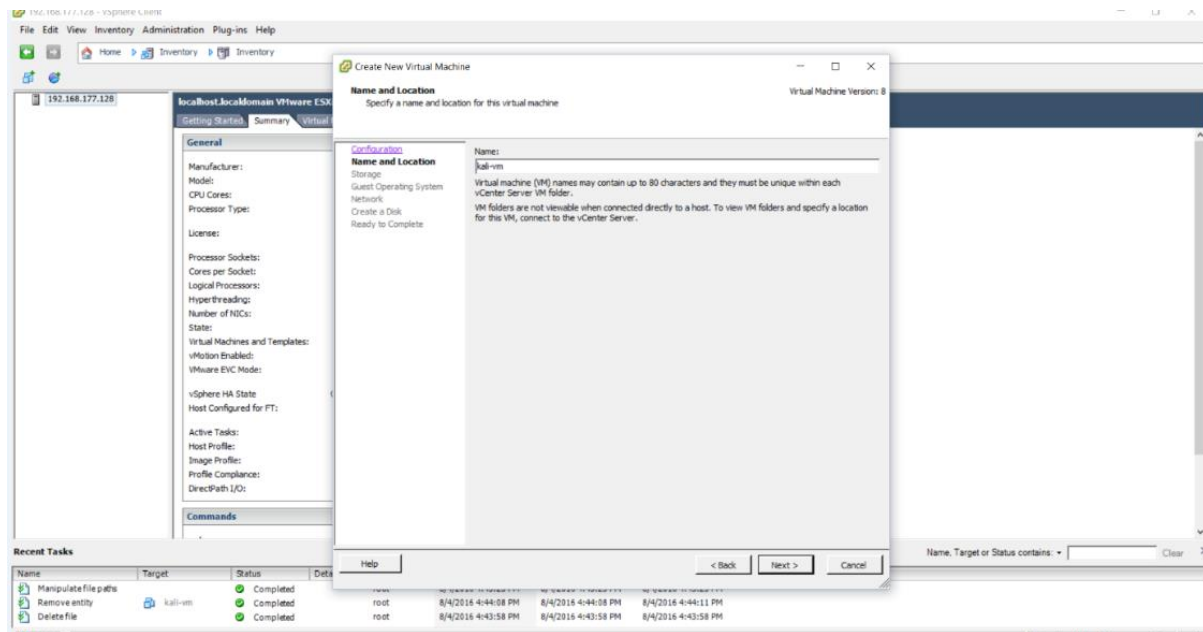 192.168.177.128 - vSphere Client
File Edit View Inventory Administration Plug-ins Help
Home Inventory Inventory
192.168.177.128
localhost.localdomain VMware ESX
Getting Started Summary Virtual
General
Manufacturer:
Model:
CPU Cores:
Processor Type:
License:
Processor Sockets:
Cores per Socket:
Logical Processors:
Hyperthreading:
Number of NICs:
State:
Virtual Machines and Templates:
vMotion Enabled:
VMware EVC Mode:
vSphere HA State
Host Configured for FT:
Active Tasks:
Host Profile:
Image Profile:
Profile Compliance:
DirectPath I/O:
Commands
Create New Virtual Machine
Name and Location
Specify a name and location for this virtual machine
Virtual Machine Version: 8
Configuration
Name and Location
Storage
Guest Operating System
Network
Create a Disk
Ready to Complete
Name:
kali-vm
Virtual machine (VM) names may contain up to 80 characters and they must be unique within each
vCenter Server VM folder.
VM folders are not viewable when connected directly to a host. To view VM folders and specify a location
for this VM, connect to the vCenter Server.
Help < Back Next > Cancel
Recent Tasks
Name, Target or Status contains: Clear
Name Target Status Deta
Manipulate file paths Completed
Remove entity kali-vm Completed root 8/4/2016 4:44:08 PM 8/4/2016 4:44:08 PM 8/4/2016 4:44:11 PM
Delete file Completed root 8/4/2016 4:43:58 PM 8/4/2016 4:43:58 PM 8/4/2016 4:43:58 PM